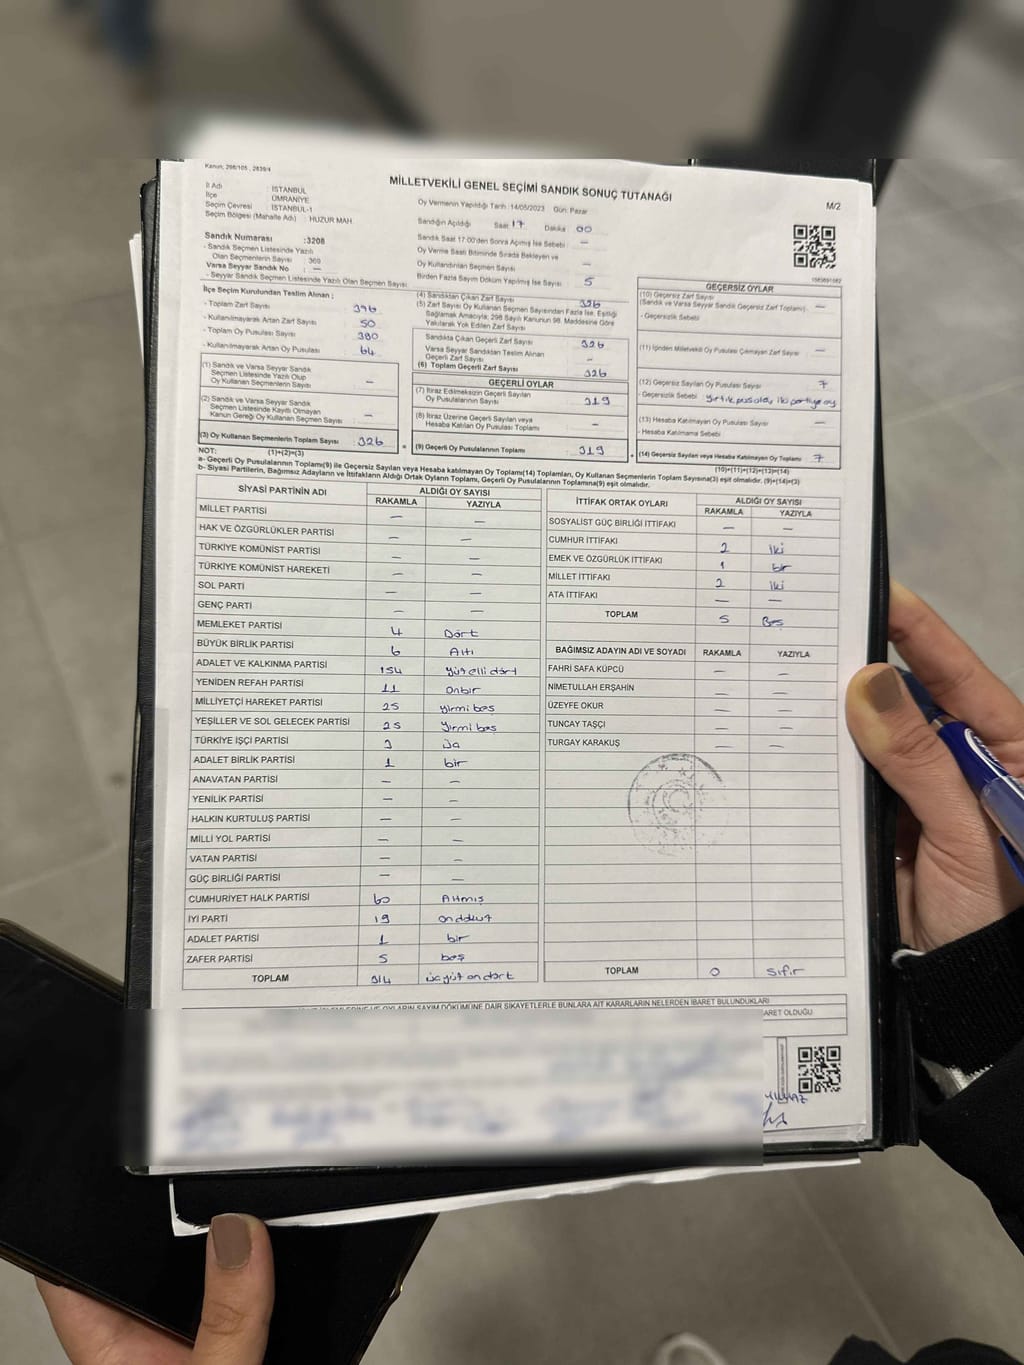 Kanun; 298/105 , 2839/4
MİLLETVEKİLİ GENEL SEÇİMİ SANDIK SONUÇ TUTANAĞI
M/2
İl Adı : İSTANBUL
İlçe : ÜMRANİYE
Seçim Çevresi : İSTANBUL-1
Seçim Bölgesi (Mahalle Adı) : HUZUR MAH
Oy Vermenin Yapıldığı Tarih :14/05/2023 Gün: Pazar
Sandığın Açıldığı Saat 17 Dakika 00
Sandık Saat 17:00'den Sonra Açılmış İse Sebebi —
Oy Verme Saati Bitiminde Sırada Bekleyen ve
Oy Kullandırılan Seçmen Sayısı —
Birden Fazla Sayım Döküm Yapılmış İse Sayısı 5
Sandık Numarası :3208
- Sandık Seçmen Listesinde Yazılı
Olan Seçmenlerin Sayısı : 369
Varsa Seyyar Sandık No : —
- Seyyar Sandık Seçmen Listesinde Yazılı Olan Seçmen Sayısı
İlçe Seçim Kurulundan Teslim Alınan ;
- Toplam Zarf Sayısı 376
- Kullanılmayarak Artan Zarf Sayısı 50
- Toplam Oy Pusulası Sayısı 390
- Kullanılmayarak Artan Oy Pusulası 64
(1) Sandık ve Varsa Seyyar Sandık
Seçmen Listesinde Yazılı Olup
Oy Kullanan Seçmenlerin Sayısı —
(2) Sandık ve Varsa Seyyar Sandık
Seçmen Listesinde Kayıtlı Olmayan
Kanun Gereği Oy Kullanan Seçmen Sayısı —
(3) Oy Kullanan Seçmenlerin Toplam Sayısı 326
(1)+(2)=(3)
(4) Sandıktan Çıkan Zarf Sayısı 326
(5) Zarf Sayısı Oy Kullanan Seçmen Sayısından Fazla İse, Eşitliği
Sağlamak Amacıyla; 298 Sayılı Kanunun 98. Maddesine Göre
Yakılarak Yok Edilen Zarf Sayısı
Sandıkta Çıkan Geçerli Zarf Sayısı 326
Varsa Seyyar Sandıktan Teslim Alınan
Geçerli Zarf Sayısı –
(6) Toplam Geçerli Zarf Sayısı 326
GEÇERLİ OYLAR
(7) İtiraz Edilmeksizin Geçerli Sayılan
Oy Pusulalarının Sayısı 319
(8) İtiraz Üzerine Geçerli Sayılan veya
Hesaba Katılan Oy Pusulası Toplamı —
(9) Geçerli Oy Pusulalarının Toplamı 319
GEÇERSİZ OYLAR
(10) Geçersiz Zarf Sayısı
(Sandık ve Varsa Seyyar Sandık Geçersiz Zarf Toplamı) —
- Geçersizlik Sebebi
(11) İçinden Milletvekili Oy Pusulası Çıkmayan Zarf Sayısı —
(12) Geçersiz Sayılan Oy Pusulası Sayısı 7
- Geçersizlik Sebebi Yırtık pusula, iki partiye oy
(13) Hesaba Katılmayan Oy Pusulası Sayısı —
- Hesaba Katılmama Sebebi
(14) Geçersiz Sayılan veya Hesaba Katılmayan Oy Toplamı 7
(10)+(11)+(12)+(13)=(14)
NOT:
a- Geçerli Oy Pusulalarının Toplamı(9) ile Geçersiz Sayılan veya Hesaba katılmayan Oy Toplamı(14) Toplamları, Oy Kullanan Seçmenlerin Toplam Sayısına(3) eşit olmalıdır. (9)+(14)=(3)
b- Siyasi Partilerin, Bağımsız Adayların ve İttifakların Aldığı Ortak Oyların Toplamı, Geçerli Oy Pusulalarının Toplamına(9) eşit olmalıdır.
SİYASİ PARTİNİN ADI ALDIĞI OY SAYISI
RAKAMLA YAZIYLA
MİLLET PARTİSİ — —
HAK VE ÖZGÜRLÜKLER PARTİSİ — —
TÜRKİYE KOMÜNİST PARTİSİ — —
TÜRKİYE KOMÜNİST HAREKETİ — —
SOL PARTİ — —
GENÇ PARTİ — —
MEMLEKET PARTİSİ 4 Dört
BÜYÜK BİRLİK PARTİSİ 6 Altı
ADALET VE KALKINMA PARTİSİ 154 Yüzellidört
YENİDEN REFAH PARTİSİ 11 Onbir
MİLLİYETÇİ HAREKET PARTİSİ 25 Yirmi beş
YEŞİLLER VE SOL GELECEK PARTİSİ 25 Yirmi beş
TÜRKİYE İŞÇİ PARTİSİ 3 Üç
ADALET BİRLİK PARTİSİ 1 bir
ANAVATAN PARTİSİ — —
YENİLİK PARTİSİ — —
HALKIN KURTULUŞ PARTİSİ — —
MİLLİ YOL PARTİSİ — —
VATAN PARTİSİ — —
GÜÇ BİRLİĞİ PARTİSİ — —
CUMHURİYET HALK PARTİSİ 60 Altmış
İYİ PARTİ 19 ondokuz
ADALET PARTİSİ 1 bir
ZAFER PARTİSİ 5 beş
TOPLAM 314 üçyüz ondört
İTTİFAK ORTAK OYLARI ALDIĞI OY SAYISI
RAKAMLA YAZIYLA
SOSYALİST GÜÇ BİRLİĞİ İTTİFAKI — —
CUMHUR İTTİFAKI 2 iki
EMEK VE ÖZGÜRLÜK İTTİFAKI 1 bir
MİLLET İTTİFAKI 2 iki
ATA İTTİFAKI — —
TOPLAM 5 Beş
BAĞIMSIZ ADAYIN ADI VE SOYADI RAKAMLA YAZIYLA
FAHRİ SAFA KÜPCÜ — —
NİMETULLAH ERŞAHİN — —
ÜZEYFE OKUR — —
TUNCAY TAŞÇI — —
TURGAY KARAKUŞ — —
TOPLAM 0 Sıfır
OYLARIN SAYIM DÖKÜMÜNE DAİR ŞİKAYETLERLE BUNLARA AİT KARARLARIN NELERDEN İBARET BULUNDUKLARI
ARET OLDUĞU
YILMAZ